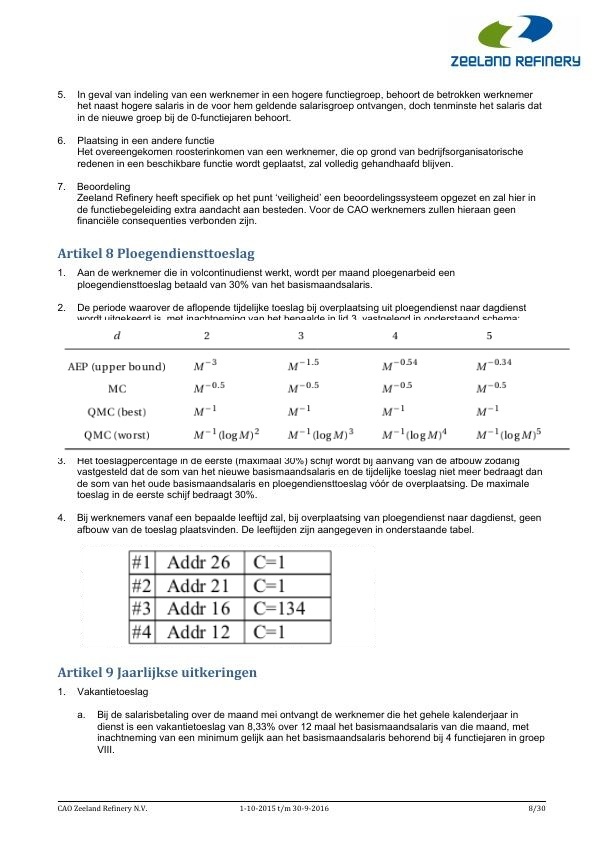 ZEELAND REFINERY
5. In geval van indeling van een werknemer in een hogere functiegroep, behoort de betrokken werknemer
het naast hogere salaris in de voor hem geldende salarisgroep ontvangen, doch tenminste het salaris dat
in de nieuwe groep bij de 0-functiejaren behoort.
6. Plaatsing in een andere functie
Het overeengekomen roosterinkomen van een werknemer, die op grond van bedrijfsorganisatorische
redenen in een beschikbare functie wordt geplaatst, zal volledig gehandhaafd blijven.
7. Beoordeling
Zeeland Refinery heeft specifiek op het punt ‘veiligheid’ een beoordelingssysteem opgezet en zal hier in
de functiebegeleiding extra aandacht aan besteden. Voor de CAO werknemers zullen hieraan geen
financiële consequenties verbonden zijn.
Artikel 8 Ploegendiensttoeslag
1. Aan de werknemer die in volcontinudienst werkt, wordt per maand ploegenarbeid een
ploegendiensttoeslag betaald van 30% van het basismaandsalaris.
2. De periode waarover de aflopende tijdelijke toeslag bij overplaatsing uit ploegendienst naar dagdienst
wordt uitgekeerd is, met inachtneming van het bepaalde in lid 3, vastgelegd in onderstaand schema:
d 2 3 4 5
AEP (upper bound) M^{-3} M^{-1.5} M^{-0.54} M^{-0.34}
MC M^{-0.5} M^{-0.5} M^{-0.5} M^{-0.5}
QMC (best) M^{-1} M^{-1} M^{-1} M^{-1}
QMC (worst) M^{-1}(log M)^2 M^{-1}(log M)^3 M^{-1}(log M)^4 M^{-1}(log M)^5
3. Het toeslagpercentage in de eerste (maximaal 30%) schijf wordt bij aanvang van de afbouw zodanig
vastgesteld dat de som van het nieuwe basismaandsalaris en de tijdelijke toeslag niet meer bedraagt dan
de som van het oude basismaandsalaris en ploegendiensttoeslag vóór de overplaatsing. De maximale
toeslag in de eerste schijf bedraagt 30%.
4. Bij werknemers vanaf een bepaalde leeftijd zal, bij overplaatsing van ploegendienst naar dagdienst, geen
afbouw van de toeslag plaatsvinden. De leeftijden zijn aangegeven in onderstaande tabel.
#1 Addr 26 C=1
#2 Addr 21 C=1
#3 Addr 16 C=134
#4 Addr 12 C=1
Artikel 9 Jaarlijkse uitkeringen
1. Vakantietoeslag
a. Bij de salarisbetaling over de maand mei ontvangt de werknemer die het gehele kalenderjaar in
dienst is een vakantietoeslag van 8,33% over 12 maal het basismaandsalaris van die maand, met
inachtneming van een minimum gelijk aan het basismaandsalaris behorend bij 4 functiejaren in groep
VIII.
CAO Zeeland Refinery N.V. 1-10-2015 t/m 30-9-2016 8/30